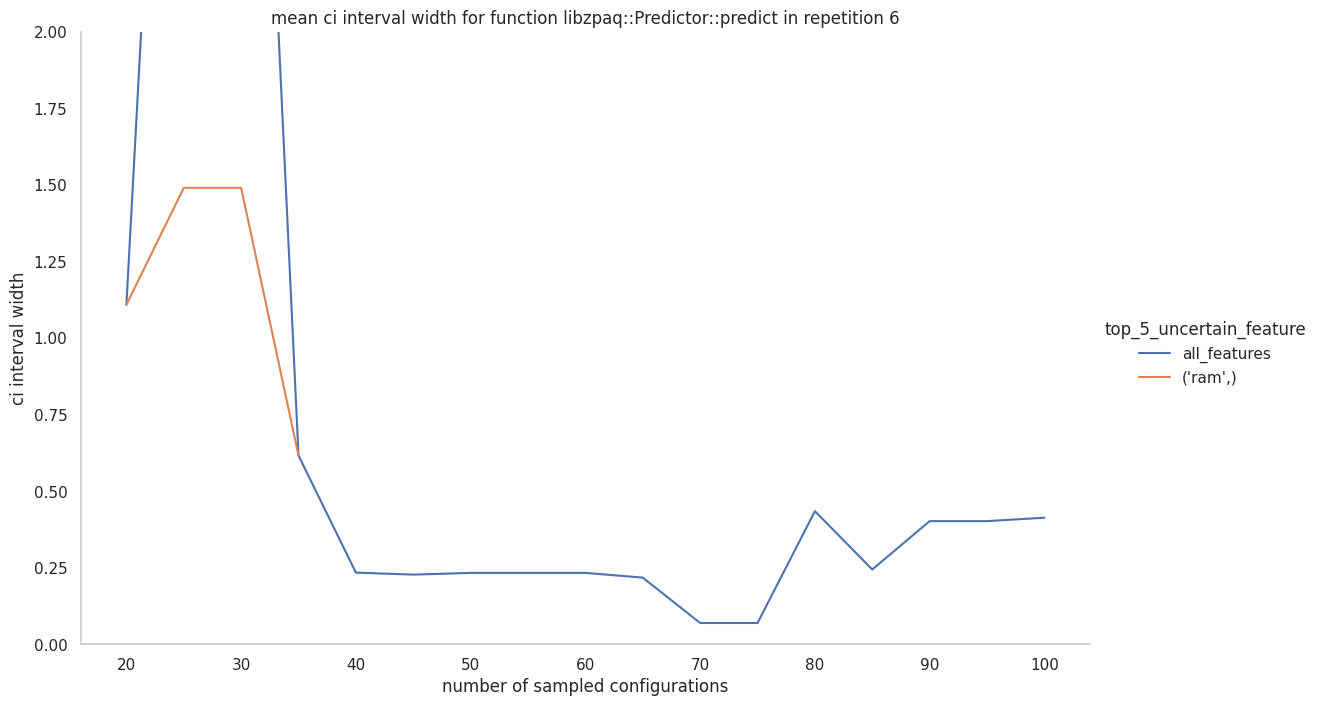 mean ci interval width for function libzpaq::Predictor::predict in repetition 6
2.00
1.75
1.50
1.25
1.00
0.75
0.50
0.25
0.00
ci interval width
20 30 40 50 60 70 80 90 100
number of sampled configurations
top_5_uncertain_feature
all_features
('ram',)